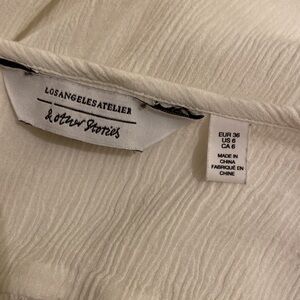 LOSANGELESATELIER
& other Stories
EUR 36
US 6
CA 6
MADE IN
CHINA
FABRIQUÉ EN
CHINE